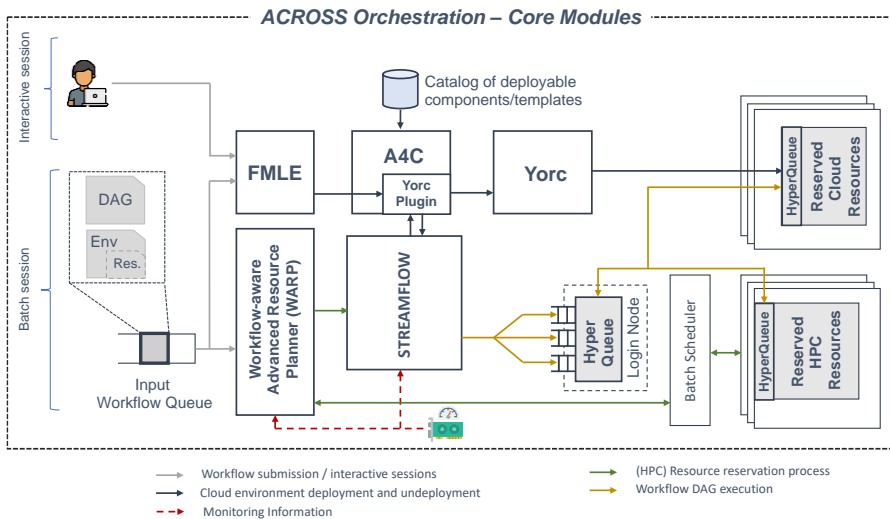 ACROSS Orchestration – Core Modules
Interactive session
Batch session
Catalog of deployable
components/templates
FMLE
A4C
Yorc
Plugin
Yorc
HyperQueue
Reserved
Cloud
Resources
DAG
Env
Res.
Input
Workflow Queue
Workflow-aware
Advanced Resource
Planner (WARP)
STREAMFLOW
Hyper
Queue
Login Node
Batch Scheduler
HyperQueue
Reserved
HPC
Resources
Workflow submission / interactive sessions
Cloud environment deployment and undeployment
Monitoring Information
(HPC) Resource reservation process
Workflow DAG execution